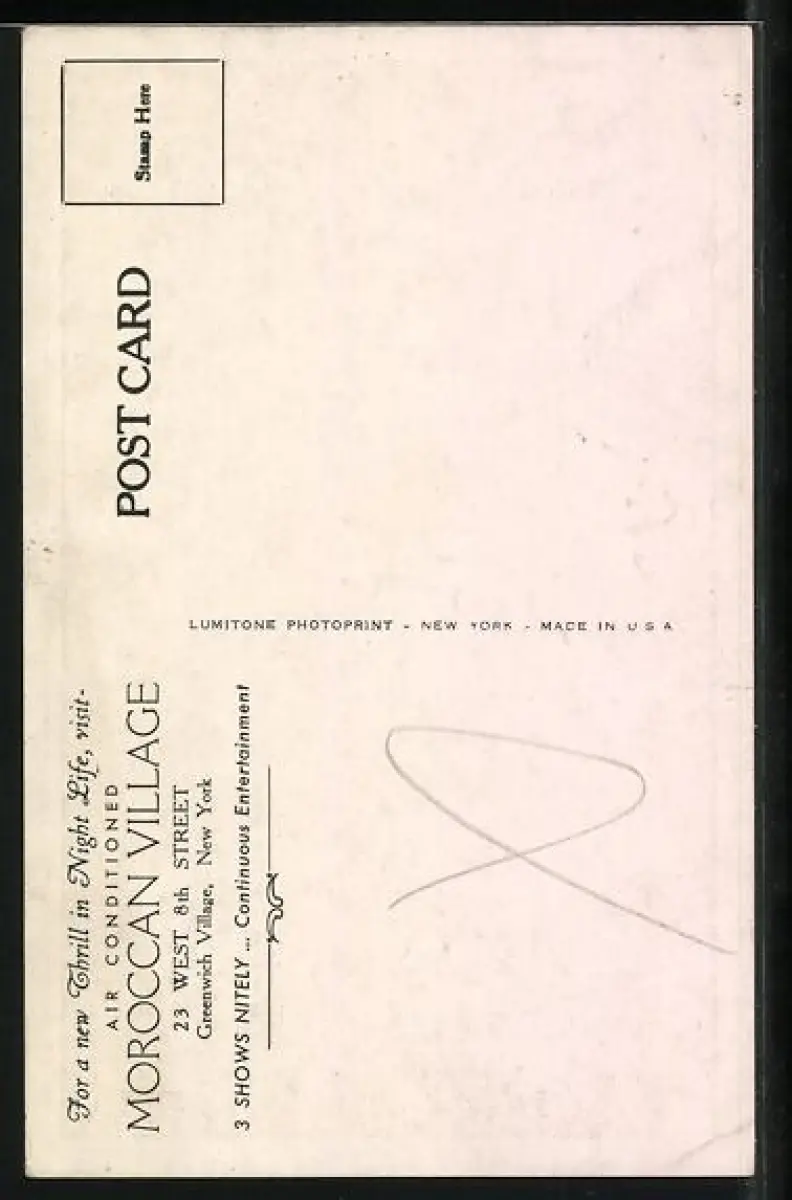 For a new Thrill in Night Life, visit-
AIR CONDITIONED
MOROCCAN VILLAGE
23 WEST 8th STREET
Greenwich Village, New York
3 SHOWS NITELY ... Continuous Entertainment
LUMITONE PHOTOPRINT - NEW YORK - MADE IN U S A
POST CARD
Stamp Here